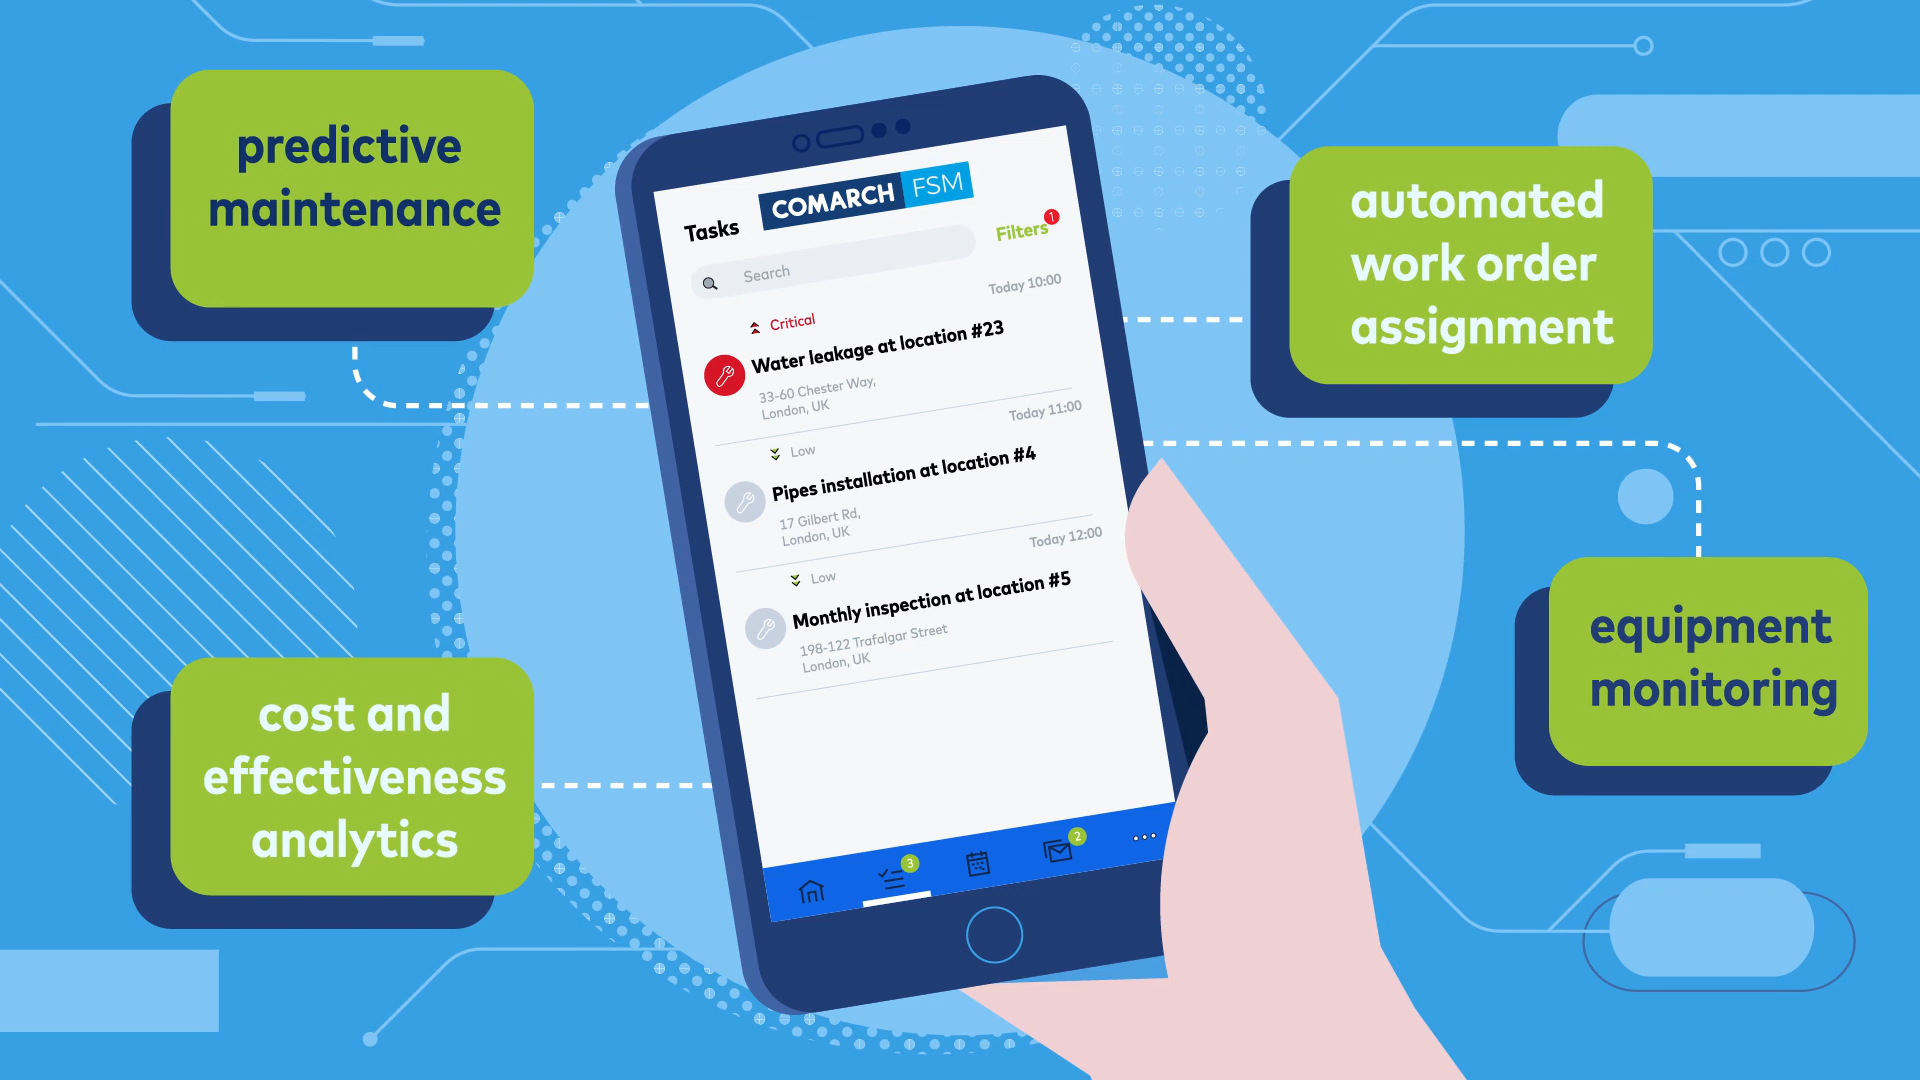 predictive
maintenance
cost and
effectiveness
analytics
COMARCH FSM
Tasks
Filters 1
Search
Today 10:00
Critical
Water leakage at location #23
33-60 Chester Way,
London, UK
Today 11:00
Low
Pipes installation at location #4
17 Gilbert Rd,
London, UK
Today 12:00
Low
Monthly inspection at location #5
198-122 Trafalgar Street
London, UK
3
2
automated
work order
assignment
equipment
monitoring